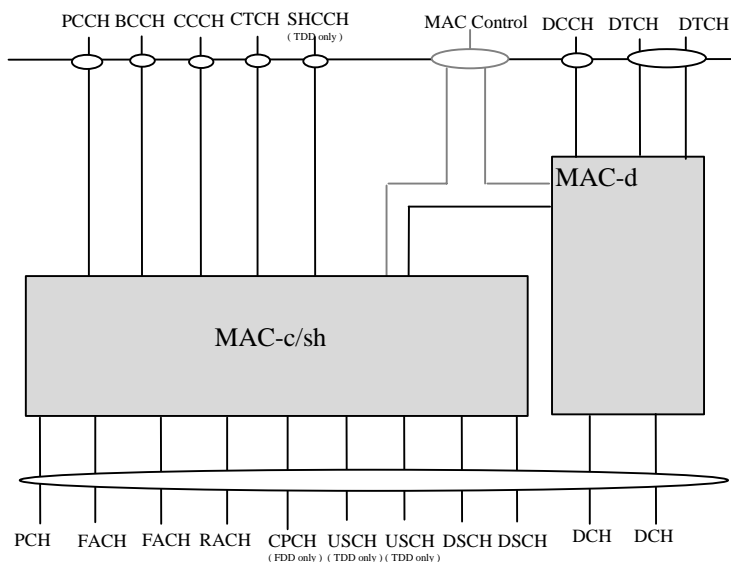 PCCH BCCH CCCH CTCH SHCCH MAC Control DCCH DTCH DTCH
( TDD only )
MAC-d
MAC-c/sh
PCH FACH FACH RACH CPCH USCH USCH DSCH DSCH DCH DCH
( FDD only ) ( TDD only ) ( TDD only )